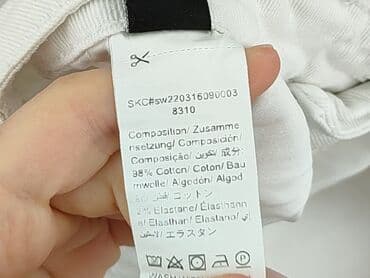 SKC#sw220316090003
8310
Composition/ Zusamme
nsetzung/ Composición/
Composição/ تكوين/ 成分:
98% Cotton/ Coton/ Bau
mwolle/ Algodón/ Algod
コットン
2% Elastane/ Élasthann
e/ Elasthan/ Elastano/
エラスタン